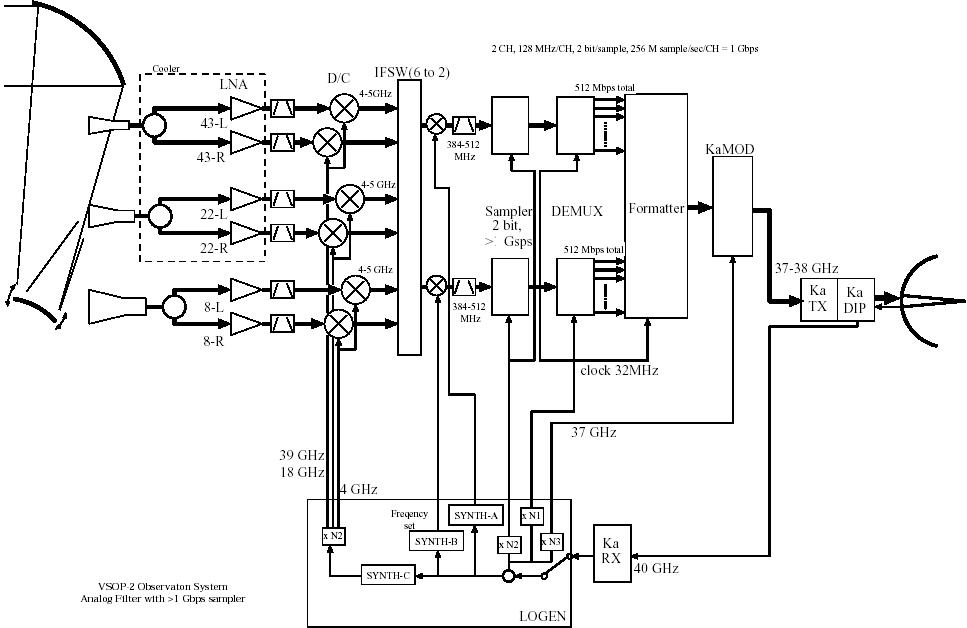 2 CH, 128 MHz/CH, 2 bit/sample, 256 M sample/sec/CH = 1 Gbps
Cooler
LNA
D/C
IFSW(6 to 2)
4-5GHz
512 Mbps total
43-L
43-R
384-512
MHz
KaMOD
4-5 GHz
22-L
22-R
Sampler
2 bit,
> Gsps
DEMUX
Formatter
512 Mbps total
4-5 GHz
8-L
8-R
384-512
MHz
37-38 GHz
Ka
TX
Ka
DIP
clock 32MHz
37 GHz
39 GHz
18 GHz
4 GHz
Freqency
set
SYNTH-A
x N1
x N2
SYNTH-B
x N2
x N3
Ka
RX
40 GHz
SYNTH-C
LOGEN
VSOP-2 Observaton System
Analog Filter with >1 Gbps sampler